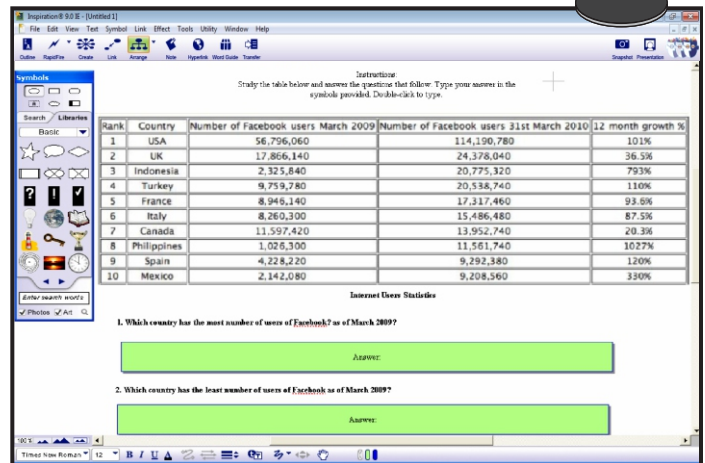 Inspiration® 9.0 IE - [Untitled 1]
File Edit View Text Symbol Link Effect Tools Utility Window Help
Outline RapidFire Create Link Arrange Note Hyperlink Word Guide Transfer Snapshot Presentation
Symbols
Search Libraries
Basic
Enter search words
Photos Art
Instructions:
Study the table below and answer the questions that follow. Type your answer in the
symbols provided. Double-click to type.
Rank Country Number of Facebook users March 2009 Number of Facebook users 31st March 2010 12 month growth %
1 USA 56,796,060 114,190,780 101%
2 UK 17,866,140 24,378,040 36.5%
3 Indonesia 2,325,840 20,775,320 793%
4 Turkey 9,759,780 20,538,740 110%
5 France 8,946,140 17,317,460 93.6%
6 Italy 8,260,300 15,486,480 87.5%
7 Canada 11,597,420 13,952,740 20.3%
8 Philippines 1,026,300 11,561,740 1027%
9 Spain 4,228,220 9,292,380 120%
10 Mexico 2,142,080 9,208,560 330%
Internet Users Statistics
1. Which country has the most number of users of Facebook? as of March 2009?
Answer:
2. Which country has the least number of users of Facebook as of March 2009?
Answer:
100 %
Times New Roman 12 B I U A